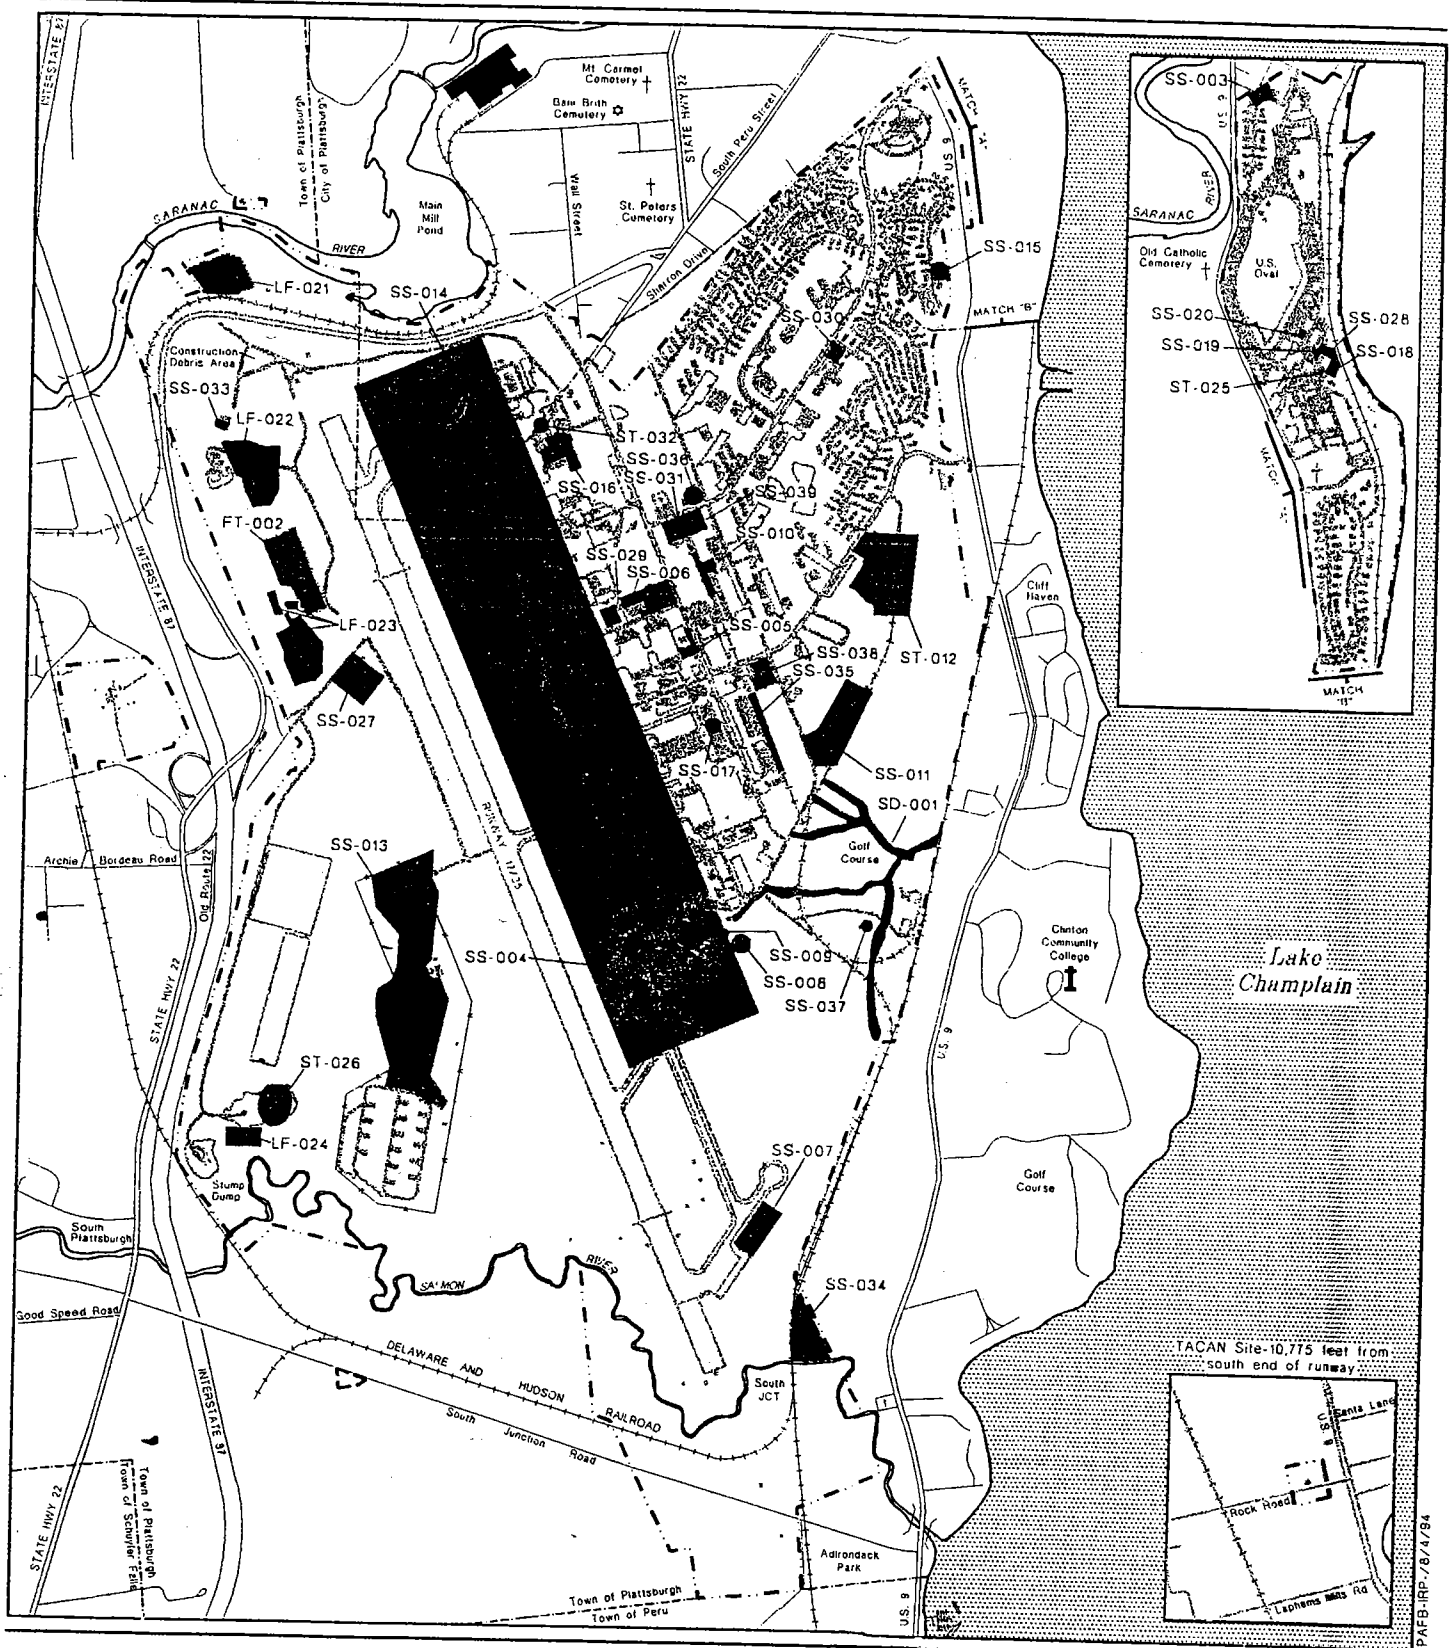 INTERSTATE 87
Town of Plattsburgh
City of Plattsburgh
Mt Carmel
Cemetery
STATE HWY 22
South Peru Street
Wall Street
St. Peters
Cemetery
Main
Mill
Pond
SARANAC
RIVER
Sharron Drive
MATCH "A"
U.S. 9
SS-015
MATCH "B"
LF-021
SS-014
SS-030
Construction
Debris Area
SS-033
LF-022
ST-032
SS-036
SS-031
SS-016
SS-039
SS-010
FT-002
SS-029
SS-006
LF-023
SS-005
SS-038
SS-035
ST-012
Cliff
Haven
INTERSTATE 87
SS-027
SS-017
SS-011
SD-001
RUNWAY 17/35
SS-013
Golf
Course
Archie
Bordeau Road
Old Route 22
STATE HWY 22
SS-004
SS-009
SS-008
SS-037
Clinton
Community
College
Lake
Champlain
U.S. 9
ST-026
LF-024
Stump
Dump
SS-007
Golf
Course
South
Plattsburgh
SALMON
RIVER
SS-034
Good Speed Road
DELAWARE AND
HUDSON
RAILROAD
South
Junction
Road
South
JCT
INTERSTATE 87
STATE HWY 22
Town of Plattsburgh
Town of Schuyler Falls
Adirondack
Park
Town of Plattsburgh
Town of Peru
U.S. 9
SS-003
U.S. 9
SARANAC
RIVER
Old Catholic
Cemetery
U.S.
Oval
SS-020
SS-028
SS-019
SS-018
ST-025
MATCH
MATCH
"B"
TACAN Site-10,775 feet from
south end of runway
Santa Lane
U.S. 9
Rock Road
Laphams Mills Rd
PAFB-IRP-/8/4/94